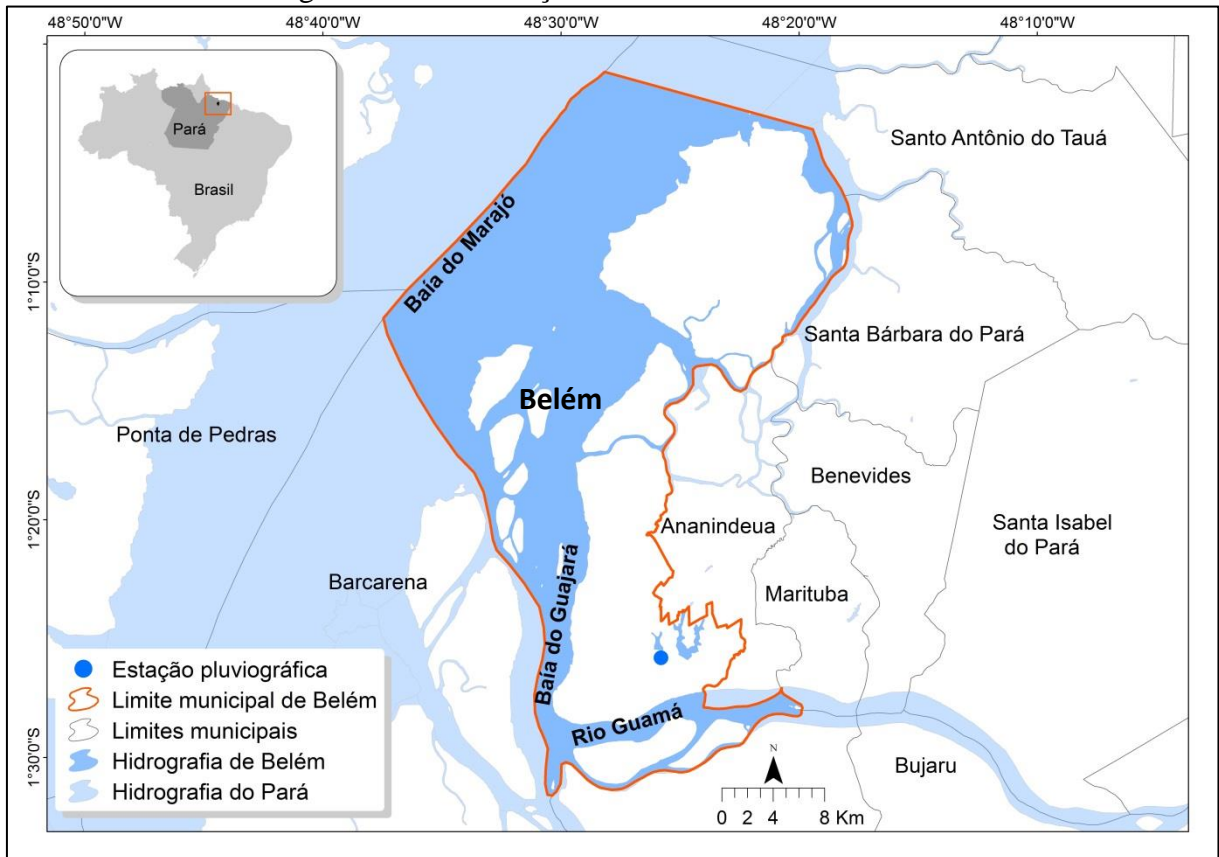 48°50'0"W 48°40'0"W 48°30'0"W 48°20'0"W 48°10'0"W
Pará
Brasil
Santo Antônio do Tauá
Baía do Marajó
1°10'0"S
Santa Bárbara do Pará
Belém
Ponta de Pedras
Benevides
1°20'0"S
Ananindeua
Santa Isabel
do Pará
Barcarena
Marituba
Baía do Guajará
Estação pluviográfica
Limite municipal de Belém
Limites municipais
Hidrografia de Belém
Hidrografia do Pará
Rio Guamá
1°30'0"S
N
Bujaru
0 2 4 8 Km